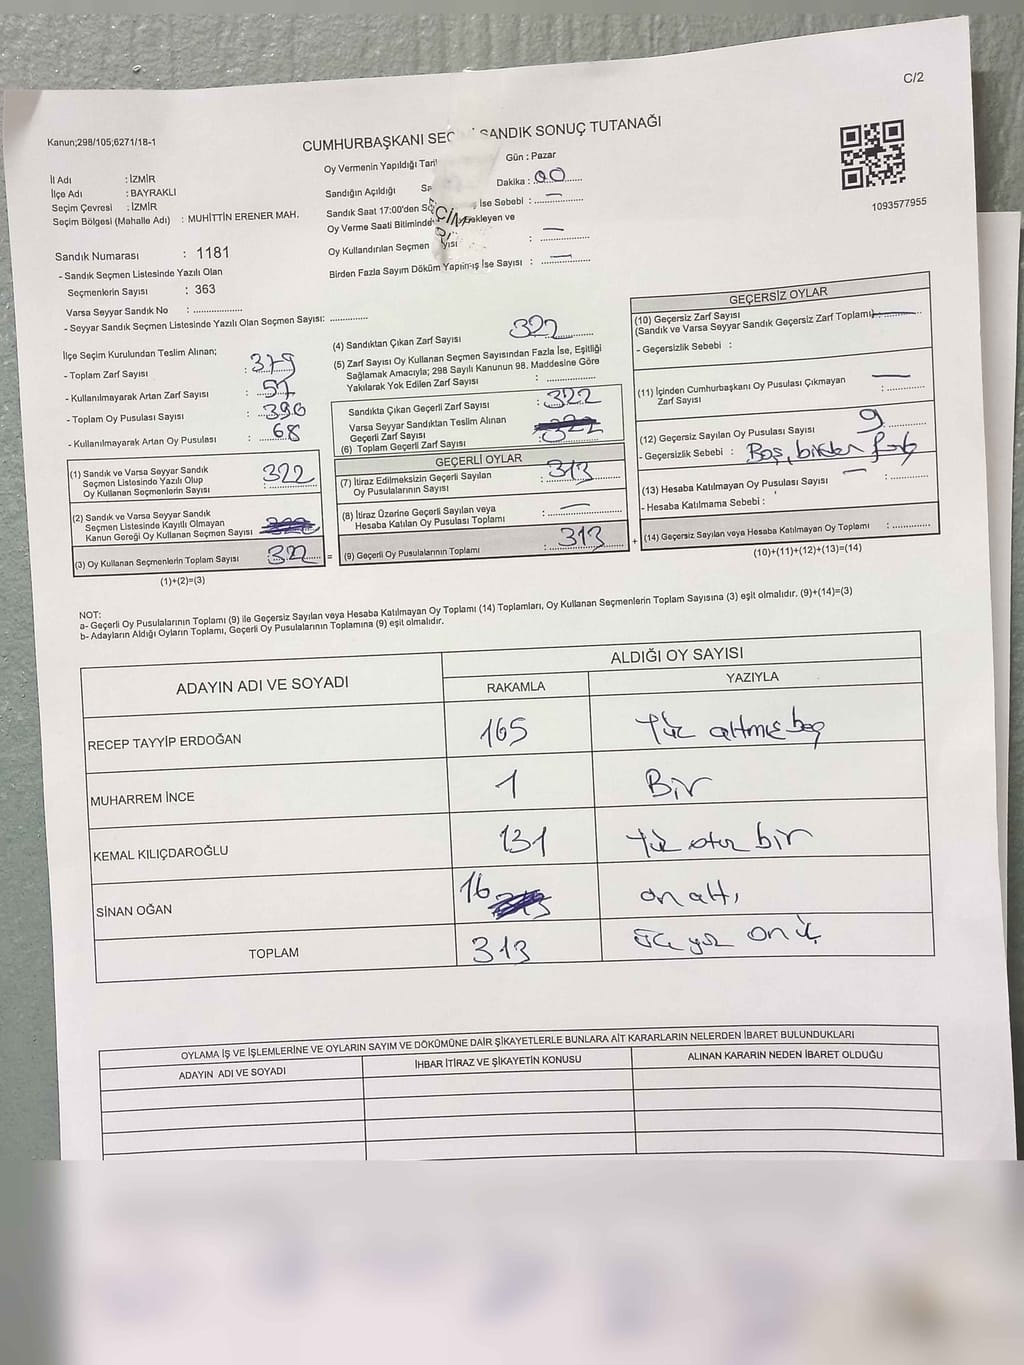 C/2
Kanun;298/105;6271/18-1
CUMHURBAŞKANI SEÇ SANDIK SONUÇ TUTANAĞI
İl Adı : İZMİR
İlçe Adı : BAYRAKLI
Seçim Çevresi : İZMİR
Seçim Bölgesi (Mahalle Adı) : MUHİTTİN ERENER MAH.
Oy Vermenin Yapıldığı Tari Gün : Pazar
Sandığın Açıldığı Sa Dakika : 00
Sandık Saat 17:00'den İse Sebebi :
Oy Verme Saati Bitiminde Bekleyen ve
Oy Kullandırılan Seçmen :
Birden Fazla Sayım Döküm Yapılmış İse Sayısı :
1093577955
Sandık Numarası : 1181
- Sandık Seçmen Listesinde Yazılı Olan
Seçmenlerin Sayısı : 363
Varsa Seyyar Sandık No :
- Seyyar Sandık Seçmen Listesinde Yazılı Olan Seçmen Sayısı:
İlçe Seçim Kurulundan Teslim Alınan;
- Toplam Zarf Sayısı : 379
- Kullanılmayarak Artan Zarf Sayısı : 57
- Toplam Oy Pusulası Sayısı : 390
- Kullanılmayarak Artan Oy Pusulası : 68
(1) Sandık ve Varsa Seyyar Sandık
Seçmen Listesinde Yazılı Olup
Oy Kullanan Seçmenlerin Sayısı : 322
(2) Sandık ve Varsa Seyyar Sandık
Seçmen Listesinde Kayıtlı Olmayan
Kanun Gereği Oy Kullanan Seçmen Sayısı
(3) Oy Kullanan Seçmenlerin Toplam Sayısı : 322
(1)+(2)=(3)
(4) Sandıktan Çıkan Zarf Sayısı : 322
(5) Zarf Sayısı Oy Kullanan Seçmen Sayısından Fazla İse, Eşitliği
Sağlamak Amacıyla; 298 Sayılı Kanunun 98. Maddesine Göre
Yakılarak Yok Edilen Zarf Sayısı :
Sandıkta Çıkan Geçerli Zarf Sayısı : 322
Varsa Seyyar Sandıktan Teslim Alınan
Geçerli Zarf Sayısı
(6) Toplam Geçerli Zarf Sayısı : 322
GEÇERLİ OYLAR
(7) İtiraz Edilmeksizin Geçerli Sayılan
Oy Pusulalarının Sayısı : 313
(8) İtiraz Üzerine Geçerli Sayılan veya
Hesaba Katılan Oy Pusulası Toplamı :
= (9) Geçerli Oy Pusulalarının Toplamı : 313
GEÇERSİZ OYLAR
(10) Geçersiz Zarf Sayısı
(Sandık ve Varsa Seyyar Sandık Geçersiz Zarf Toplamı)
- Geçersizlik Sebebi :
(11) İçinden Cumhurbaşkanı Oy Pusulası Çıkmayan
Zarf Sayısı :
(12) Geçersiz Sayılan Oy Pusulası Sayısı : 9
- Geçersizlik Sebebi : Boş, birden
(13) Hesaba Katılmayan Oy Pusulası Sayısı :
- Hesaba Katılmama Sebebi :
+ (14) Geçersiz Sayılan veya Hesaba Katılmayan Oy Toplamı :
(10)+(11)+(12)+(13)=(14)
NOT:
a- Geçerli Oy Pusulalarının Toplamı (9) ile Geçersiz Sayılan veya Hesaba Katılmayan Oy Toplamı (14) Toplamları, Oy Kullanan Seçmenlerin Toplam Sayısına (3) eşit olmalıdır. (9)+(14)=(3)
b- Adayların Aldığı Oyların Toplamı, Geçerli Oy Pusulalarının Toplamına (9) eşit olmalıdır.
ADAYIN ADI VE SOYADI ALDIĞI OY SAYISI
RAKAMLA YAZIYLA
RECEP TAYYİP ERDOĞAN 165 Yüz altmış beş
MUHARREM İNCE 1 Bir
KEMAL KILIÇDAROĞLU 131 Yüz otuz bir
SİNAN OĞAN 16 on altı
TOPLAM 313 üç yüz on üç
OYLAMA İŞ VE İŞLEMLERİNE VE OYLARIN SAYIM VE DÖKÜMÜNE DAİR ŞİKAYETLERLE BUNLARA AİT KARARLARIN NELERDEN İBARET BULUNDUKLARI
ADAYIN ADI VE SOYADI İHBAR İTİRAZ VE ŞİKAYETİN KONUSU ALINAN KARARIN NEDEN İBARET OLDUĞU